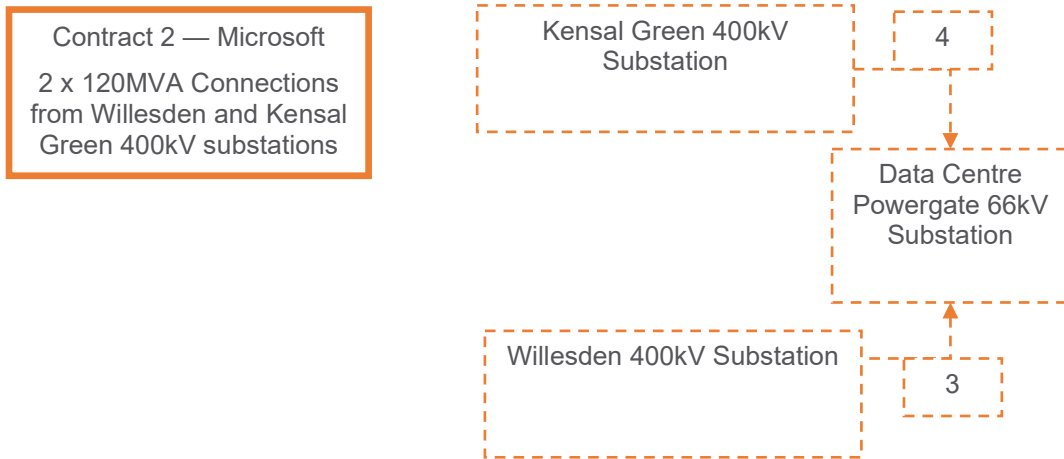 Contract 2 — Microsoft
2 x 120MVA Connections
from Willesden and Kensal
Green 400kV substations
Kensal Green 400kV
Substation
4
Data Centre
Powergate 66kV
Substation
Willesden 400kV Substation
3